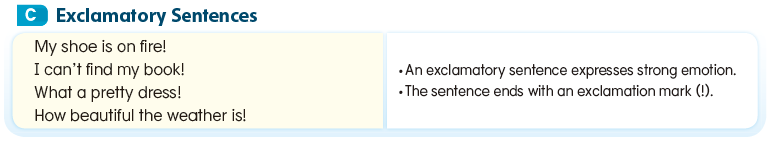 C Exclamatory Sentences
My shoe is on fire!
I can't find my book!
What a pretty dress!
How beautiful the weather is!
•An exclamatory sentence expresses strong emotion.
•The sentence ends with an exclamation mark (!).